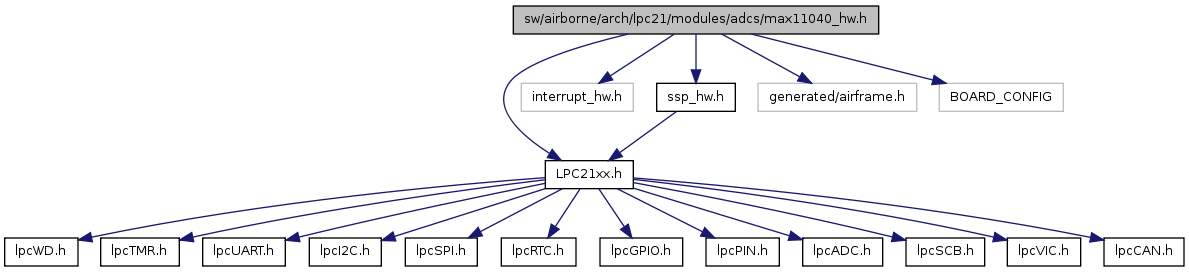 sw/airborne/arch/lpc21/modules/adcs/max11040_hw.h
interrupt_hw.h
ssp_hw.h
generated/airframe.h
BOARD_CONFIG
LPC21xx.h
lpcWD.h
lpcTMR.h
lpcUART.h
lpcI2C.h
lpcSPI.h
lpcRTC.h
lpcGPIO.h
lpcPIN.h
lpcADC.h
lpcSCB.h
lpcVIC.h
lpcCAN.h